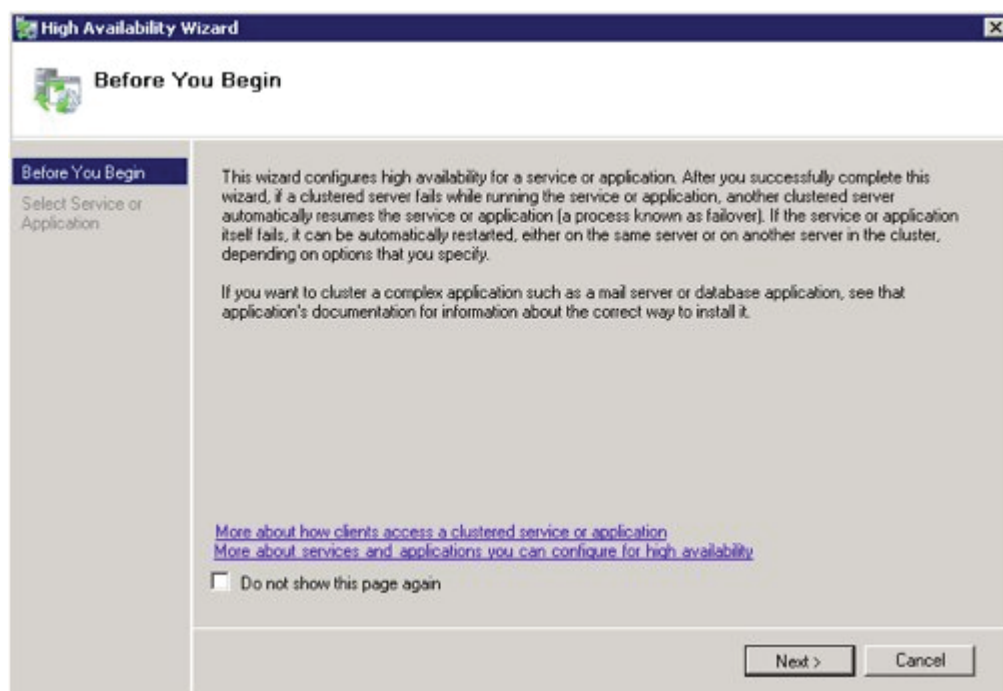 High Availability Wizard
Before You Begin
Before You Begin
Select Service or
Application
This wizard configures high availability for a service or application. After you successfully complete this
wizard, if a clustered server fails while running the service or application, another clustered server
automatically resumes the service or application (a process known as failover). If the service or application
itself fails, it can be automatically restarted, either on the same server or on another server in the cluster,
depending on options that you specify.
If you want to cluster a complex application such as a mail server or database application, see that
application's documentation for information about the correct way to install it.
More about how clients access a clustered service or application
More about services and applications you can configure for high availability
Do not show this page again
Next >
Cancel